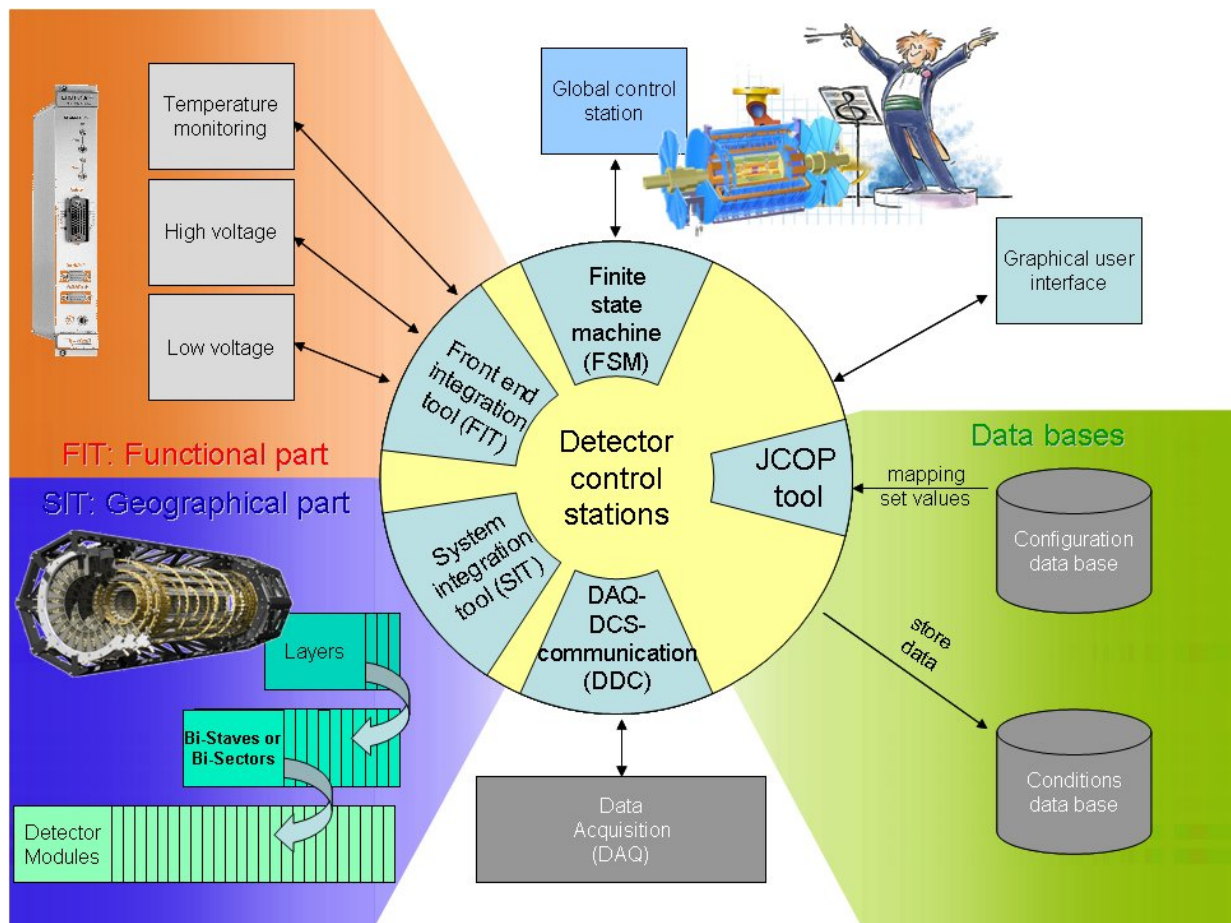 Temperature
monitoring
High voltage
Low voltage
FIT: Functional part
Global control
station
Graphical user
interface
Finite
state
machine
(FSM)
Front end
integration
tool (FIT)
Detector
control
stations
JCOP
tool
System
integration
tool (SIT)
DAQ-
DCS-
communication
(DDC)
Data bases
mapping
set values
Configuration
data base
store
data
Conditions
data base
SIT: Geographical part
Layers
Bi-Staves or
Bi-Sectors
Detector
Modules
Data
Acquisition
(DAQ)